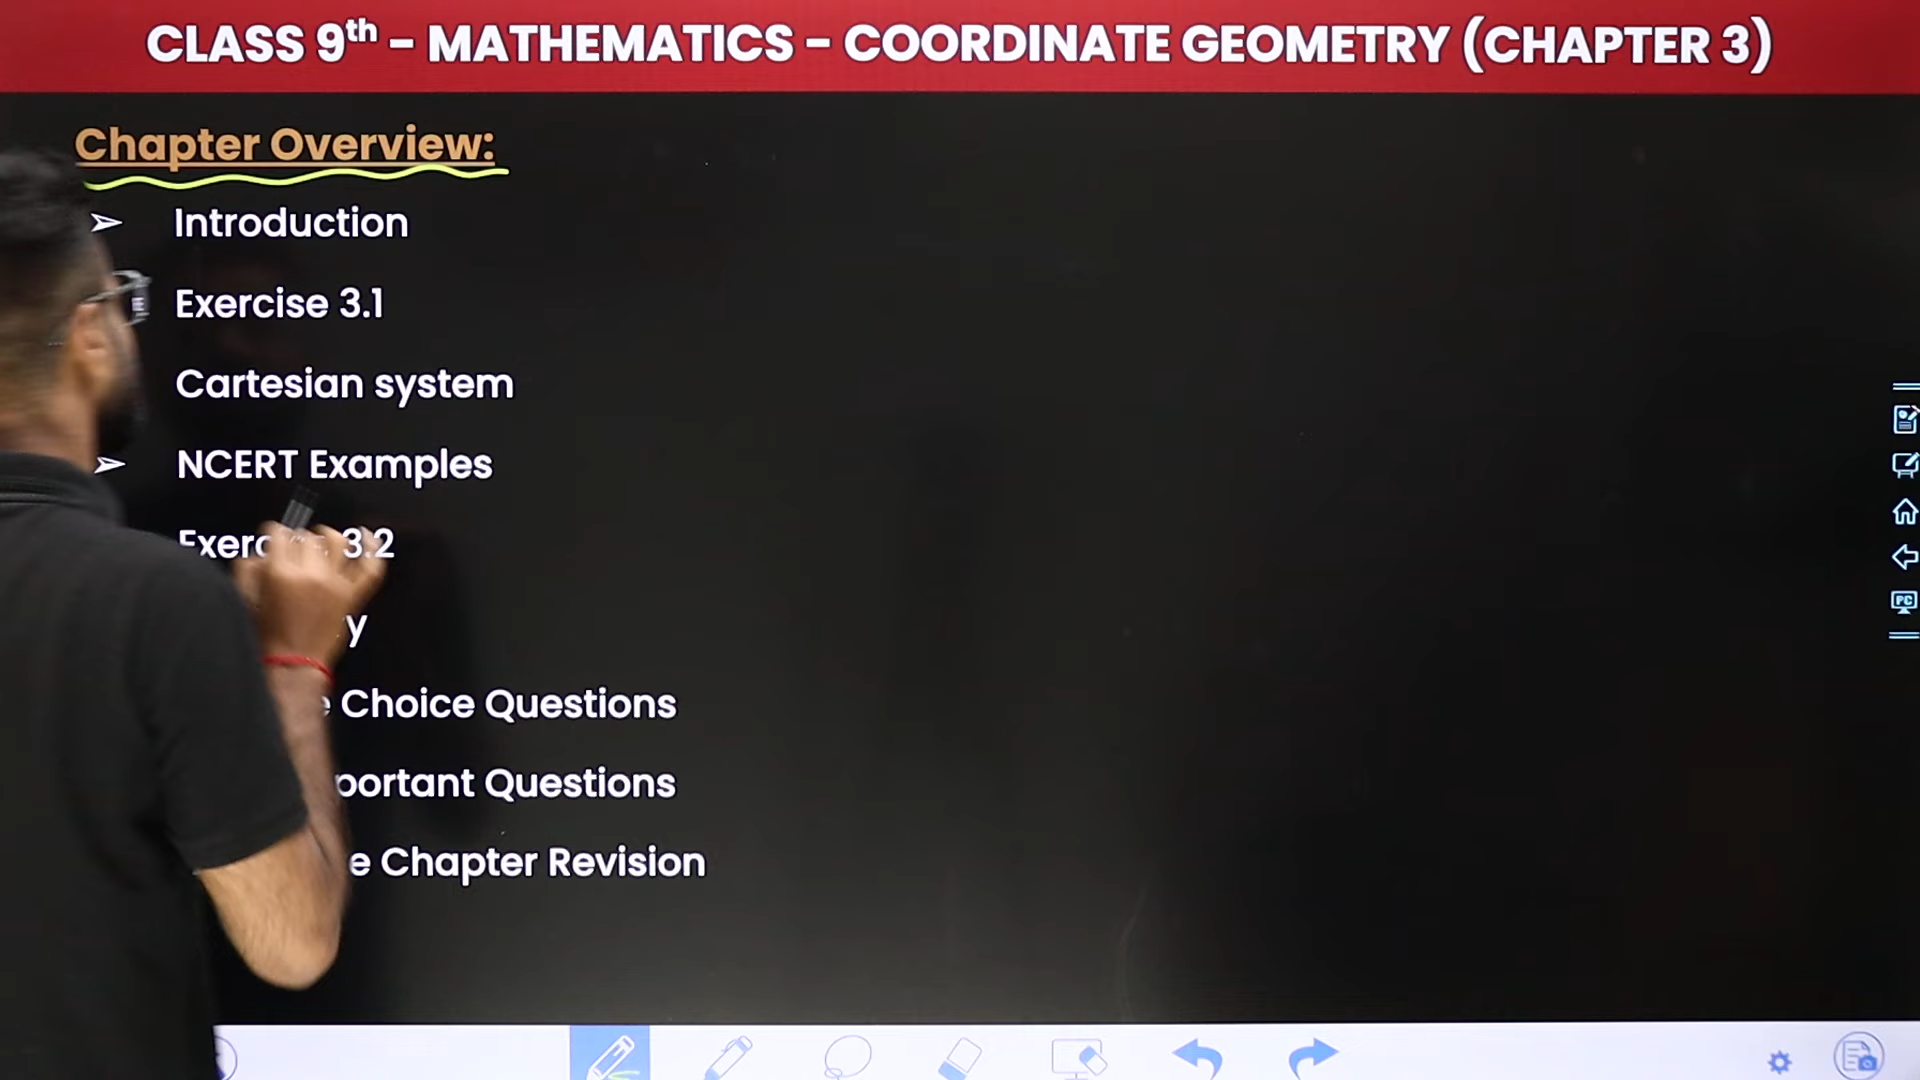 CLASS 9th – MATHEMATICS – COORDINATE GEOMETRY (CHAPTER 3)
Chapter Overview:
Introduction
Exercise 3.1
Cartesian system
NCERT Examples
3.2
Choice Questions
Questions
Chapter Revision
PC